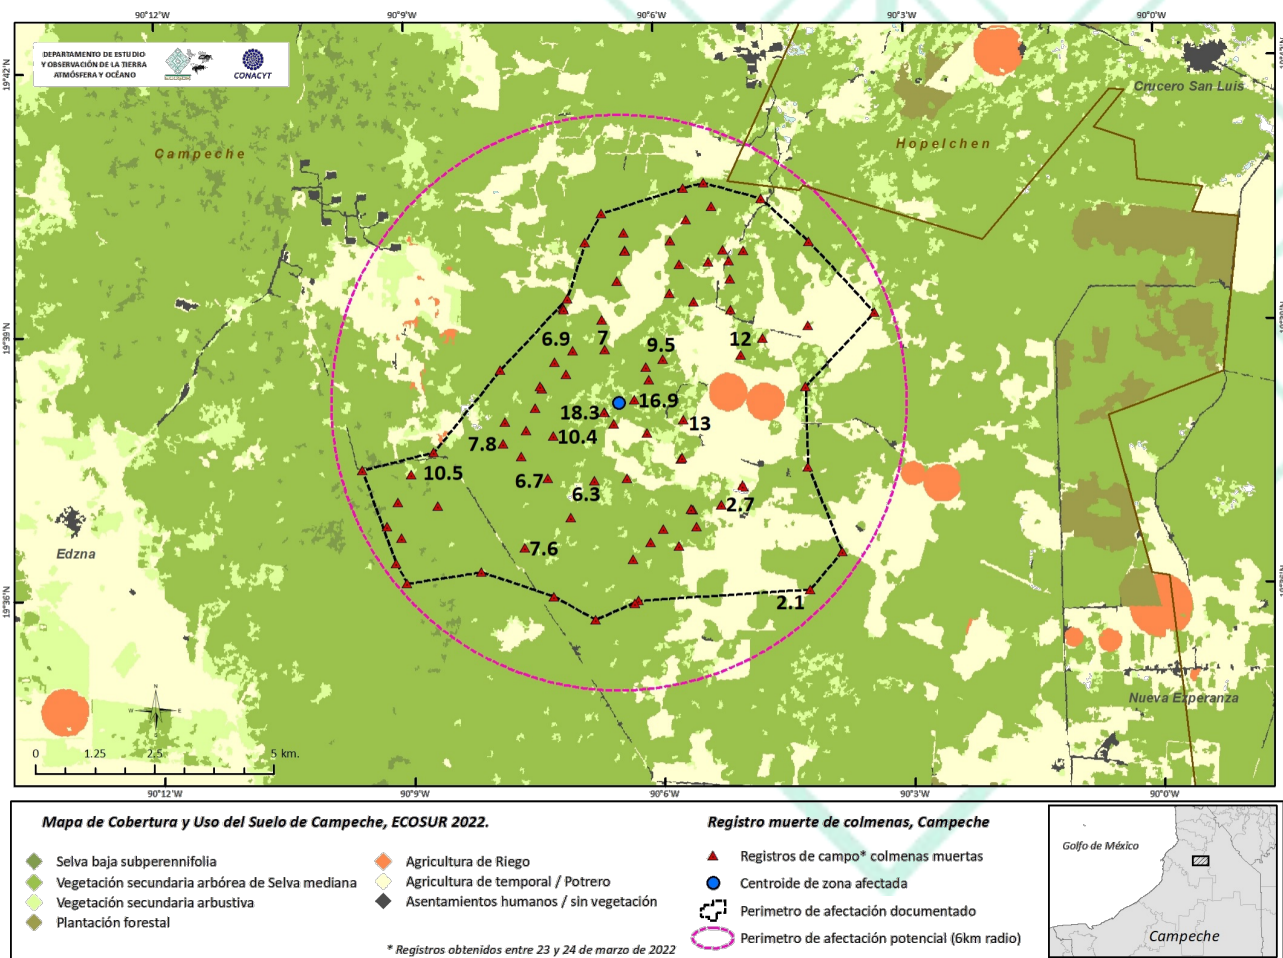 90°12'W 90°9'W 90°6'W 90°3'W 90°0'W
DEPARTAMENTO DE ESTUDIO
Y OBSERVACIÓN DE LA TIERRA
ATMÓSFERA Y OCÉANO
ECOSUR
CONACYT
19°42'N
Crucero San Luis
Campeche
Hopelchen
19°39'N
6.9
7
9.5
12
16.9
18.3
13
7.8
10.4
10.5
6.7
6.3
2.7
7.6
Edzna
19°36'N
2.1
Nueva Ezperanza
N
W E
S
0 1.25 2.5 5 km.
90°12'W 90°9'W 90°6'W 90°3'W 90°0'W
Mapa de Cobertura y Uso del Suelo de Campeche, ECOSUR 2022.
Selva baja subperennifolia
Vegetación secundaria arbórea de Selva mediana
Vegetación secundaria arbustiva
Plantación forestal
Agricultura de Riego
Agricultura de temporal / Potrero
Asentamientos humanos / sin vegetación
* Registros obtenidos entre 23 y 24 de marzo de 2022
Registro muerte de colmenas, Campeche
Registros de campo* colmenas muertas
Centroide de zona afectada
Perimetro de afectación documentado
Perimetro de afectación potencial (6km radio)
Golfo de México
Campeche